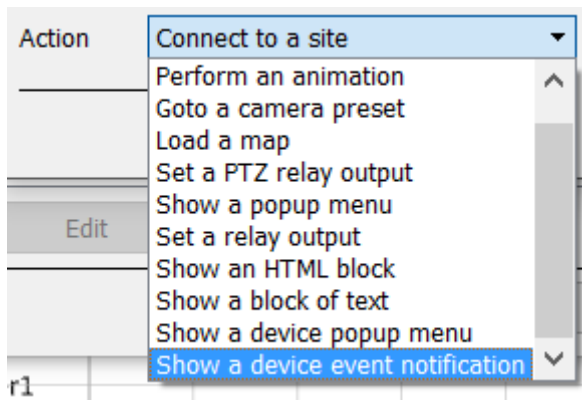 Action Connect to a site
Perform an animation
Goto a camera preset
Load a map
Set a PTZ relay output
Show a popup menu
Edit
Set a relay output
Show an HTML block
Show a block of text
Show a device popup menu
Show a device event notification
r1